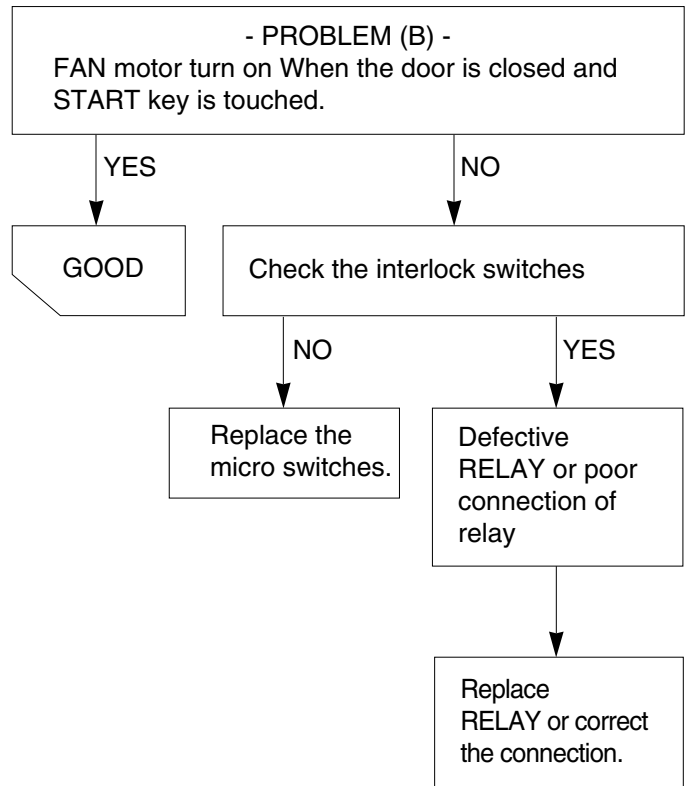 - PROBLEM (B) -
FAN motor turn on When the door is closed and
START key is touched.
YES
NO
GOOD
Check the interlock switches
NO
YES
Replace the
micro switches.
Defective
RELAY or poor
connection of
relay
Replace
RELAY or correct
the connection.